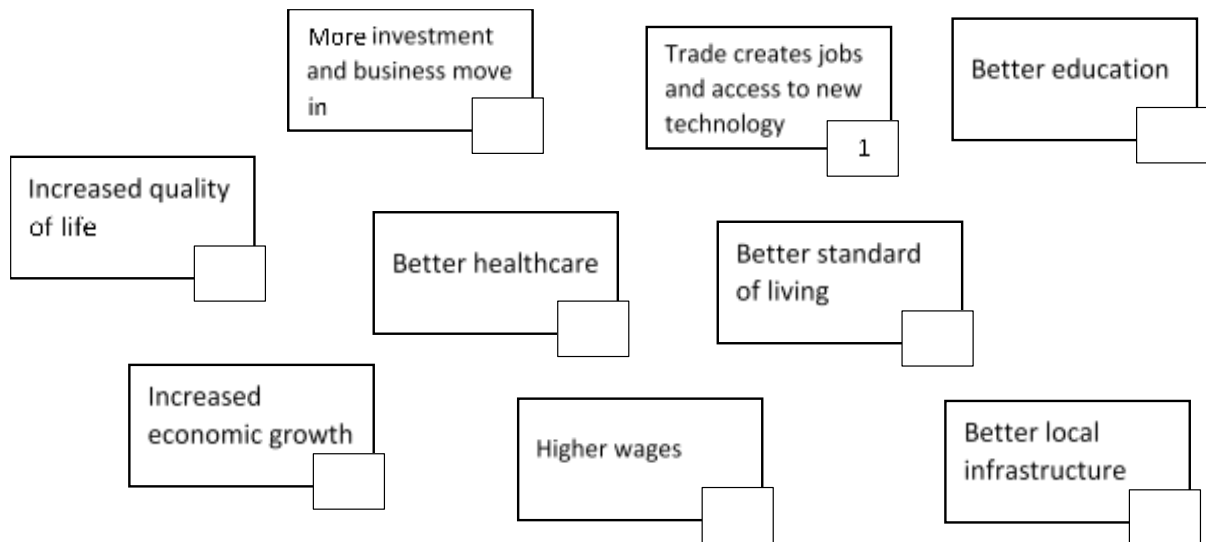 More investment
and business move
in
Trade creates jobs
and access to new
technology
1
Better education
Increased quality
of life
Better healthcare
Better standard
of living
Increased
economic growth
Higher wages
Better local
infrastructure